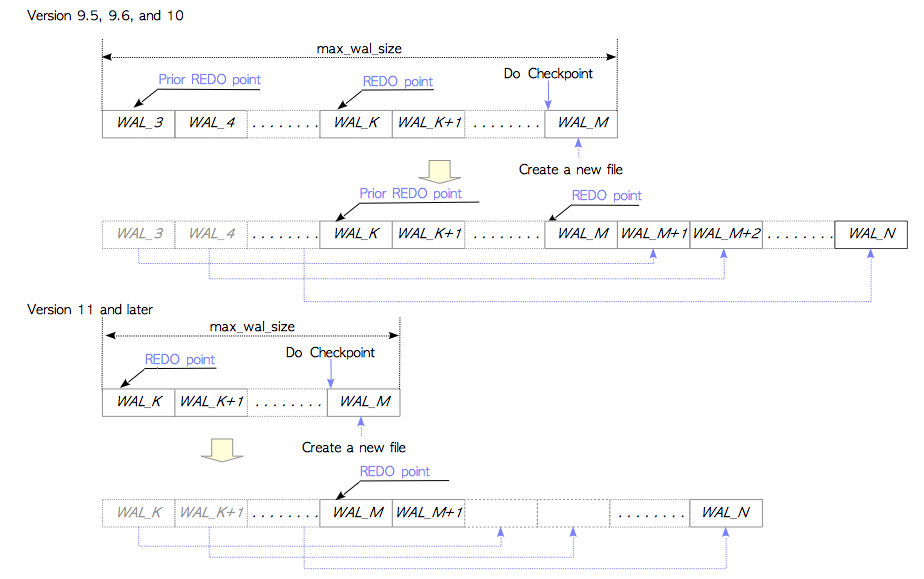 Version 9.5, 9.6, and 10
max_wal_size
Prior REDO point
REDO point
Do Checkpoint
WAL_3 WAL_4 ........ WAL_K WAL_K+1 ........ WAL_M
Create a new file
Prior REDO point
REDO point
WAL_3 WAL_4 ........ WAL_K WAL_K+1 ........ WAL_M WAL_M+1 WAL_M+2 ........ WAL_N
Version 11 and later
max_wal_size
Do Checkpoint
REDO point
WAL_K WAL_K+1 ........ WAL_M
Create a new file
REDO point
WAL_K WAL_K+1 ........ WAL_M WAL_M+1 ........ WAL_N